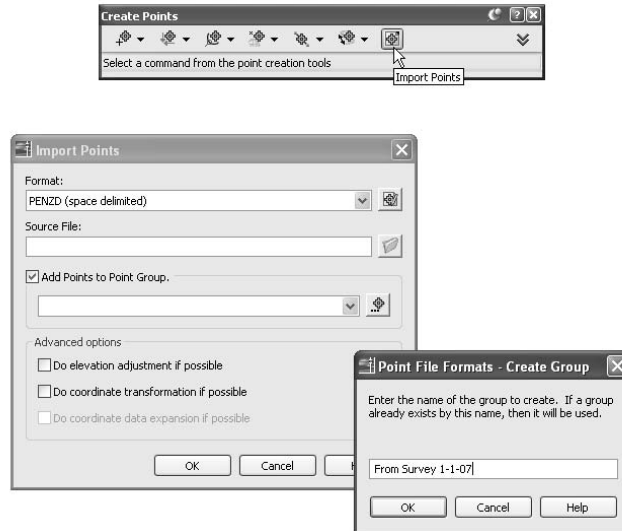 Create Points
Select a command from the point creation tools
Import Points
Import Points
Format:
PENZD (space delimited)
Source File:
Add Points to Point Group.
Advanced options
Do elevation adjustment if possible
Do coordinate transformation if possible
Do coordinate data expansion if possible
OK Cancel
Point File Formats - Create Group
Enter the name of the group to create. If a group
already exists by this name, then it will be used.
From Survey 1-1-07
OK Cancel Help